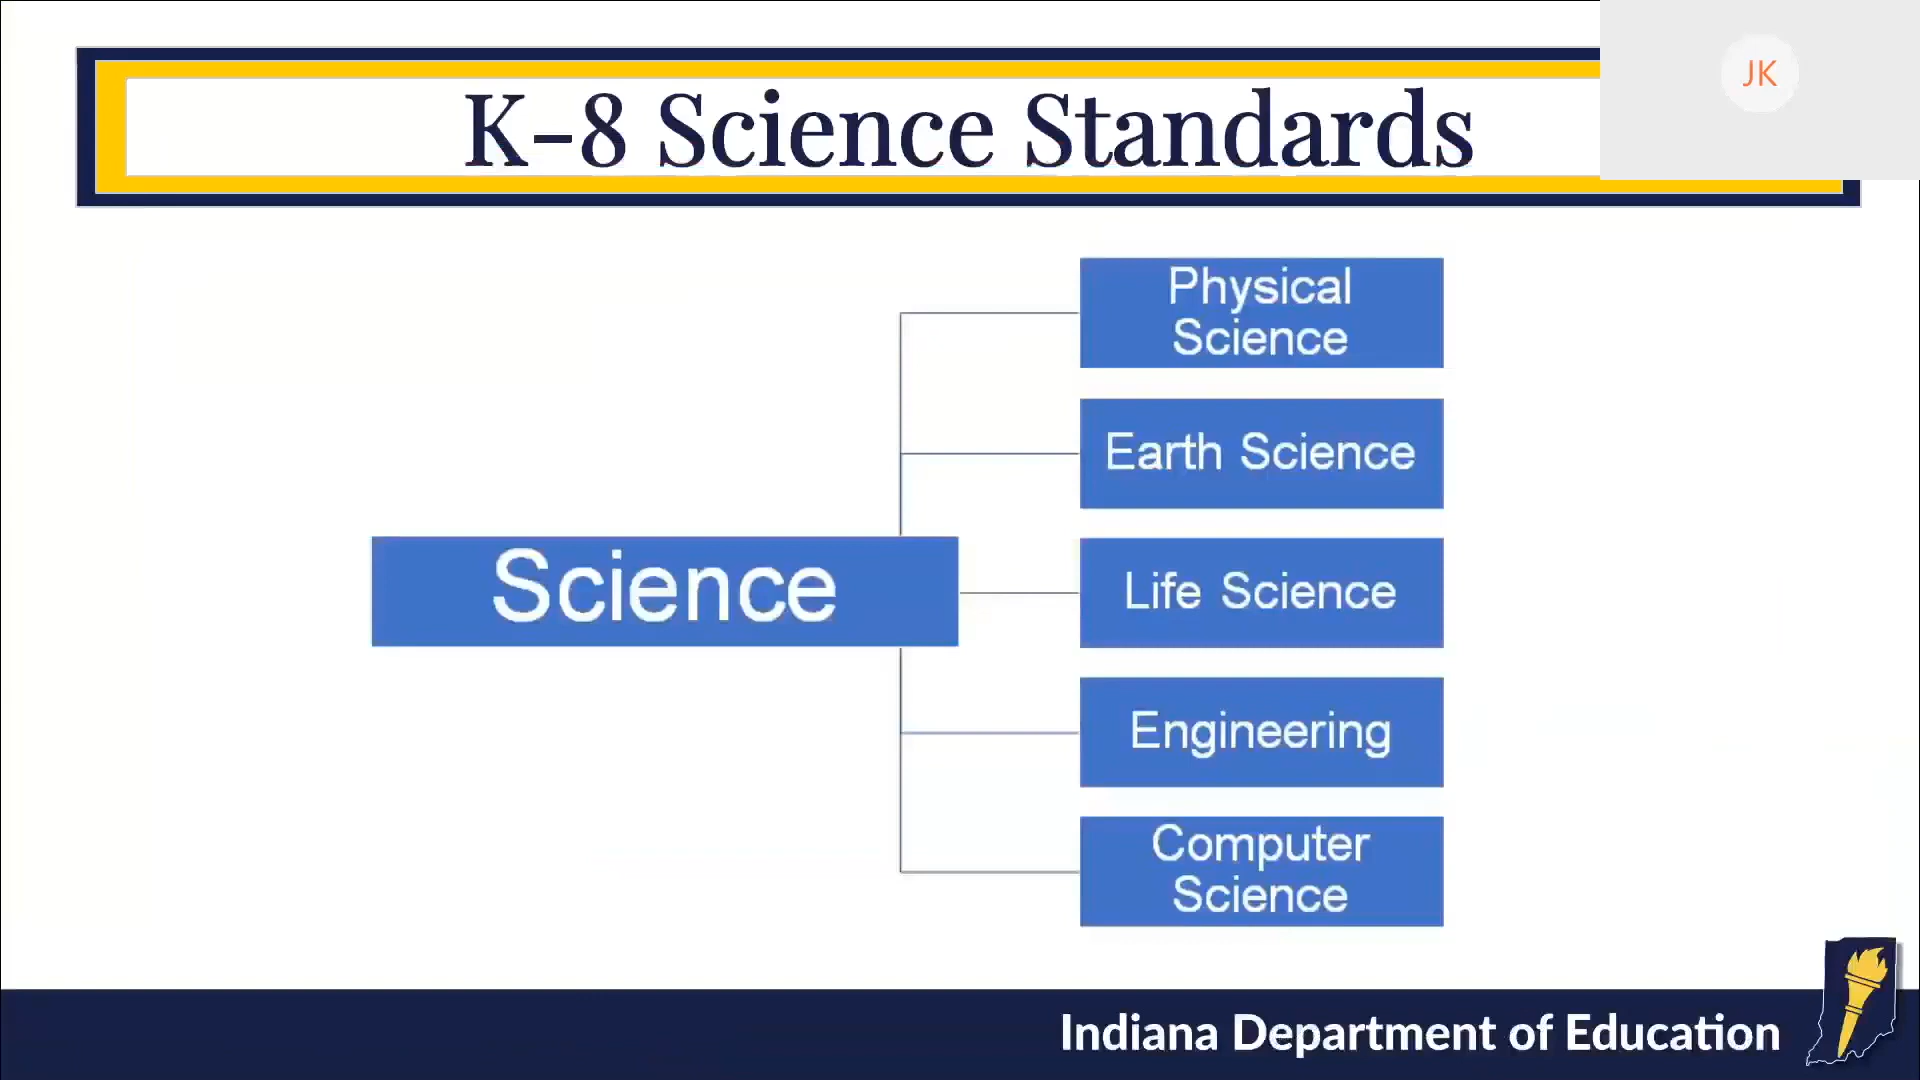 K–8 Science Standards
JK
Physical
Science
Earth Science
Science
Life Science
Engineering
Computer
Science
Indiana Department of Education